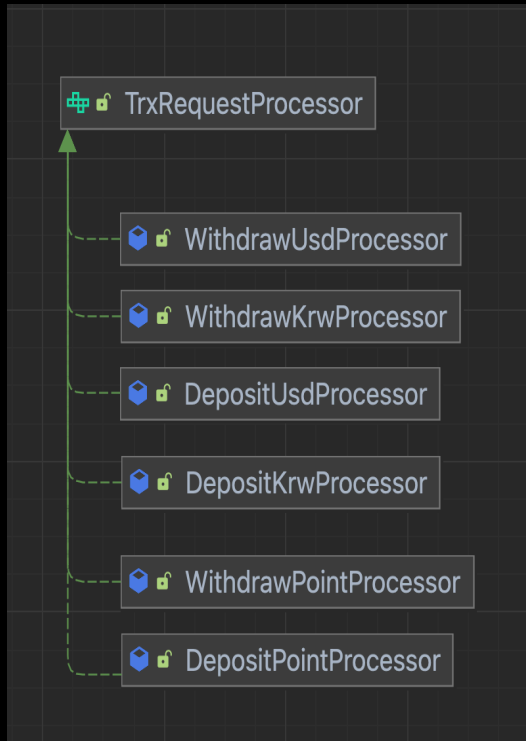 TrxRequestProcessor
WithdrawUsdProcessor
WithdrawKrwProcessor
DepositUsdProcessor
DepositKrwProcessor
WithdrawPointProcessor
DepositPointProcessor